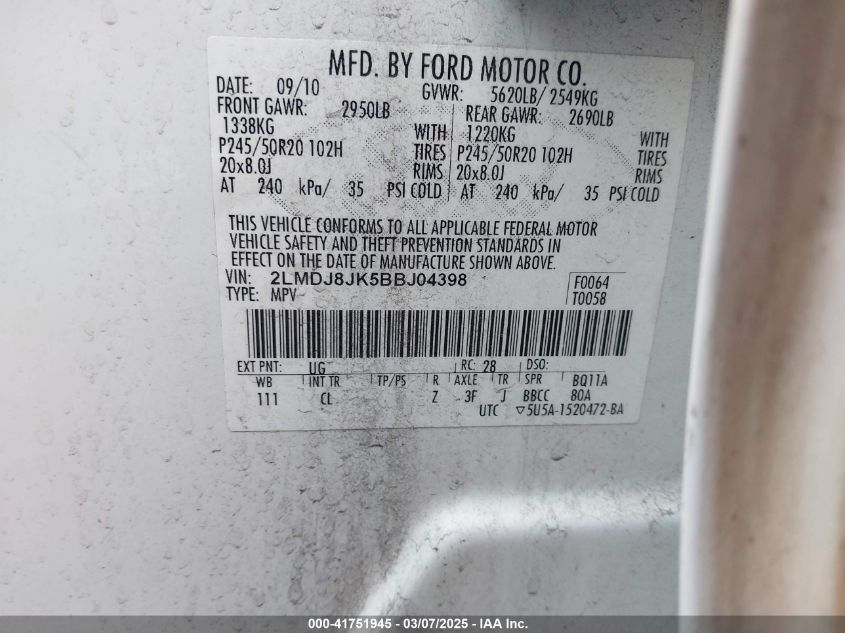 MFD. BY FORD MOTOR CO.
DATE: 09/10 GVWR: 5620LB/ 2549KG
FRONT GAWR: 2950LB REAR GAWR: 2690LB
1338KG WITH 1220KG WITH
P245/50R20 102H TIRES P245/50R20 102H TIRES
20x8.0J RIMS 20x8.0J RIMS
AT 240 kPa/ 35 PSI COLD AT 240 kPa/ 35 PSI COLD
THIS VEHICLE CONFORMS TO ALL APPLICABLE FEDERAL MOTOR
VEHICLE SAFETY AND THEFT PREVENTION STANDARDS IN
EFFECT ON THE DATE OF MANUFACTURE SHOWN ABOVE.
VIN: 2LMDJ8JK5BBJ04398 F0064
TYPE: MPV T0058
EXT PNT: UG RC: 28 DSO:
WB INT TR TP/PS R AXLE TR SPR BQ11A
111 CL Z 3F J BBCC 80A
UTC ▽5U5A-1520472-BA
000-41751945 - 03/07/2025 - IAA Inc.